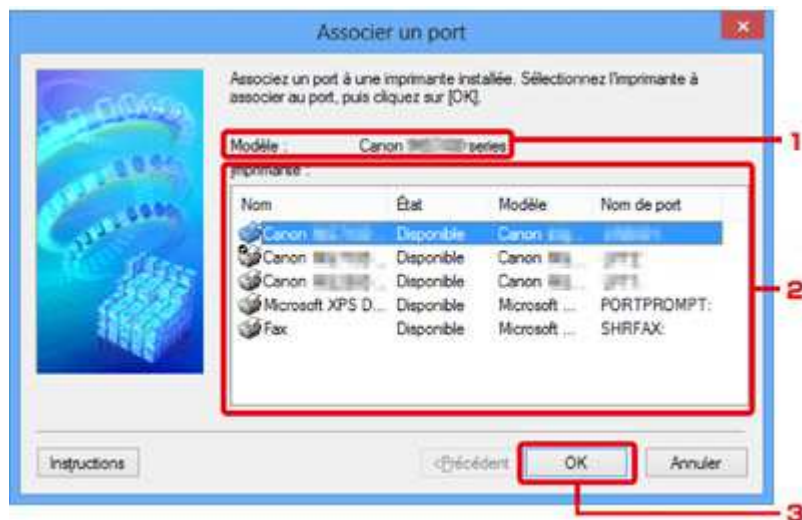 Associer un port
Associez un port à une imprimante installée. Sélectionnez l'imprimante à
associer au port, puis cliquez sur [OK].
Modèle : Canon series
Imprimante :
Nom État Modèle Nom de port
Canon Disponible Canon
Canon ... Disponible Canon ...
Canon ... Disponible Canon ...
Microsoft XPS D... Disponible Microsoft ... PORTPROMPT:
Fax Disponible Microsoft ... SHRFAX:
Instructions <Précédent OK Annuler
1
2
3